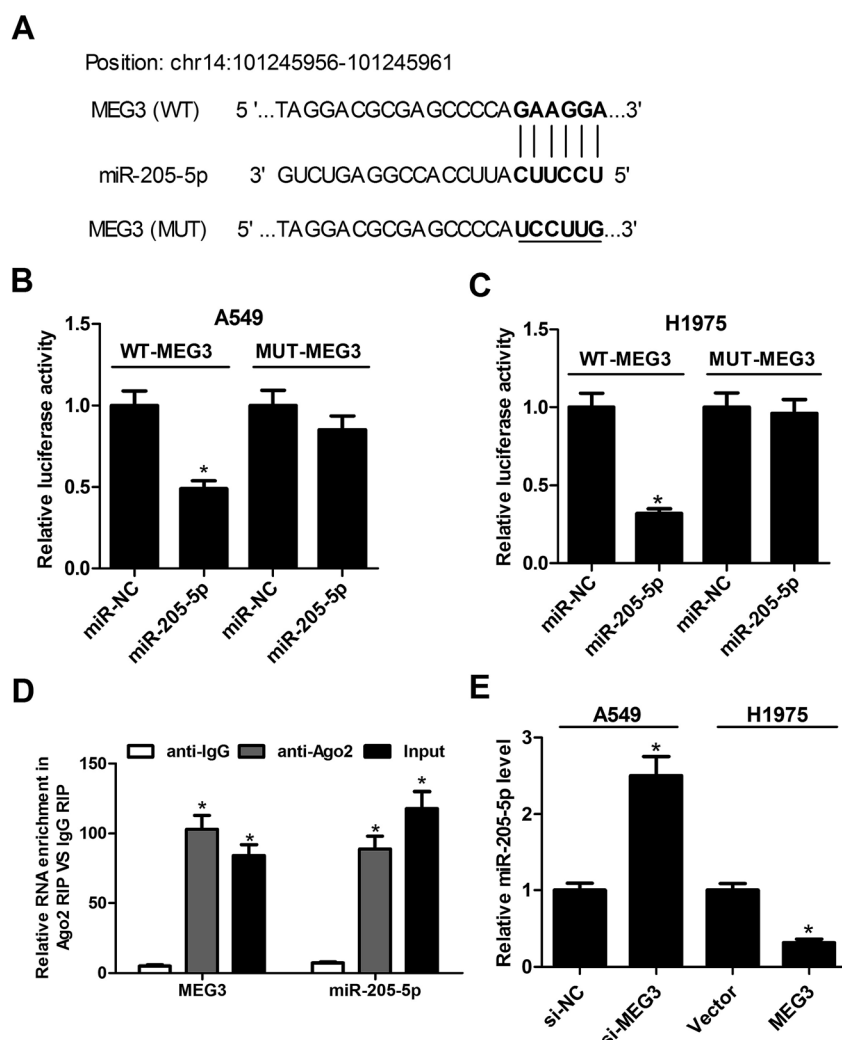 A
Position: chr14:101245956-101245961
MEG3 (WT) 5 '...TAGGACGCGAGCCCCAGAAGGA...3'
miR-205-5p 3' GUCUGAGGCCACCUUACUUCCU 5'
MEG3 (MUT) 5' ...TAGGACGCGAGCCCCAUCCUUG...3'
B
A549
WT-MEG3 MUT-MEG3
Relative luciferase activity
1.5
1.0
0.5
0.0
miR-NC
miR-205-5p
miR-NC
miR-205-5p
*
C
H1975
WT-MEG3 MUT-MEG3
Relative luciferase activity
1.5
1.0
0.5
0.0
miR-NC
miR-205-5p
miR-NC
miR-205-5p
*
D
anti-IgG anti-Ago2 Input
Relative RNA enrichment in
Ago2 RIP VS IgG RIP
150
100
50
0
* * * *
MEG3 miR-205-5p
E
A549 H1975
Relative miR-205-5p level
3
2
1
0
* *
si-NC
si-MEG3
Vector
MEG3